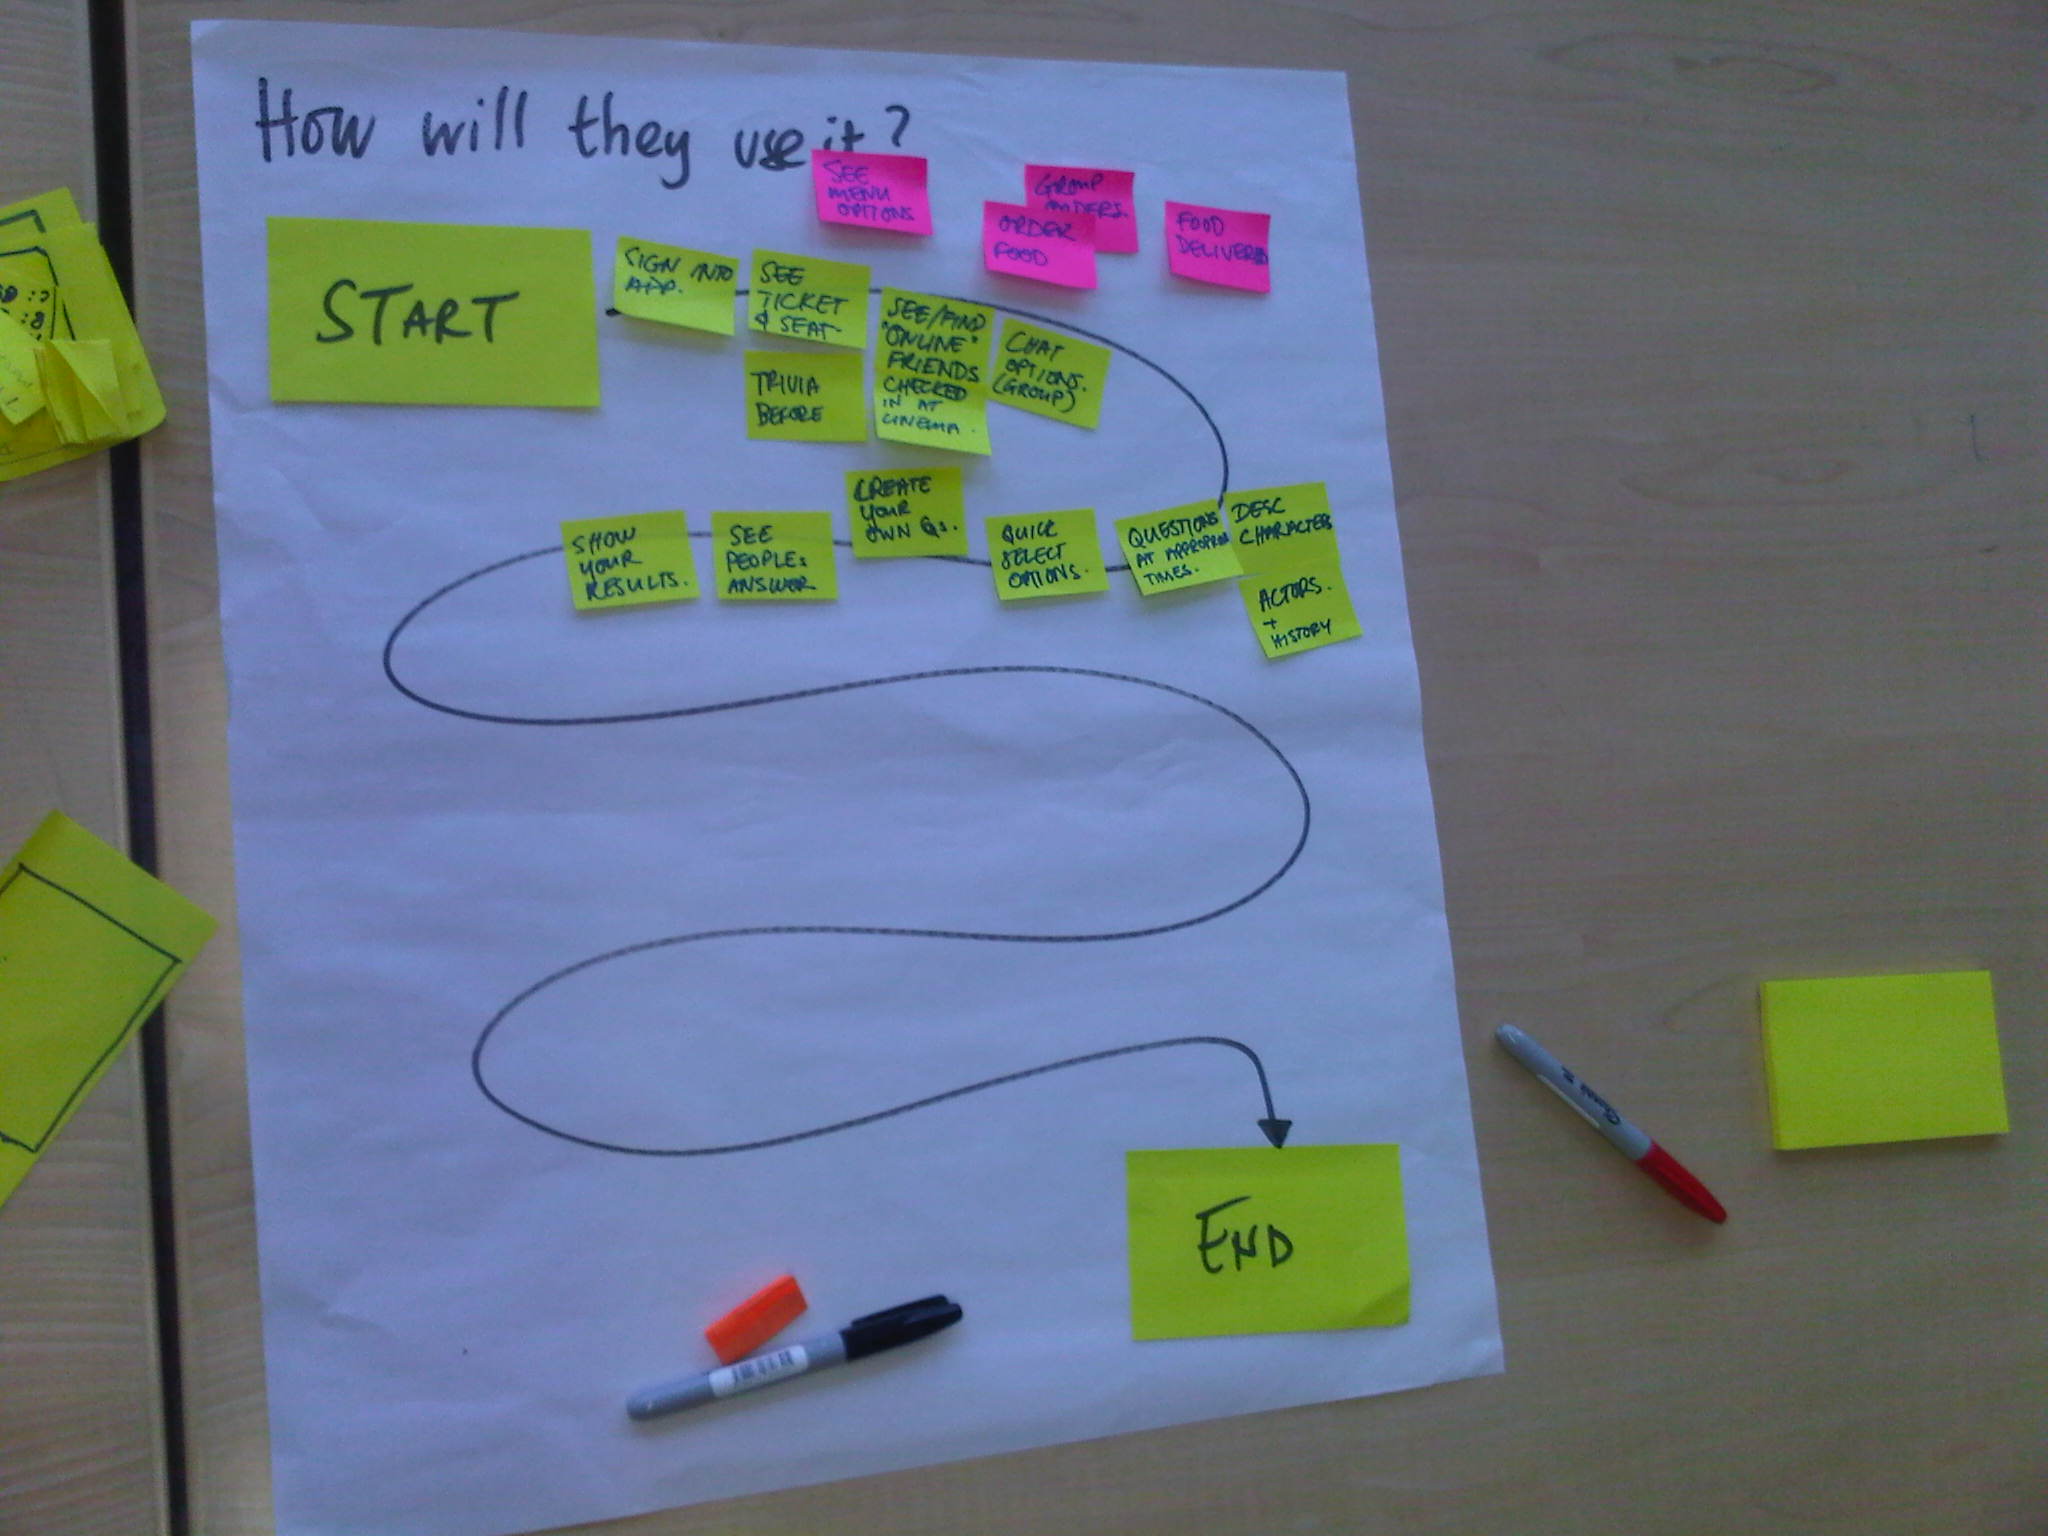 How will they use it?
SEE
MENU
OPTIONS
GROUP
ORDERS.
ORDER
FOOD
FOOD
DELIVERED
START
SIGN INTO
APP.
SEE
TICKET
& SEAT
SEE/FIND
"ONLINE"
FRIENDS
CHECKED
IN AT
CINEMA.
CHAT
OPTIONS.
(GROUP)
TRIVIA
BEFORE
SHOW
YOUR
RESULTS.
SEE
PEOPLES
ANSWER
CREATE
YOUR
OWN Qs.
QUICK
SELECT
OPTIONS.
QUESTIONS
AT
TIMES.
DESC
CHARACTERS
ACTORS.
+
HISTORY
END